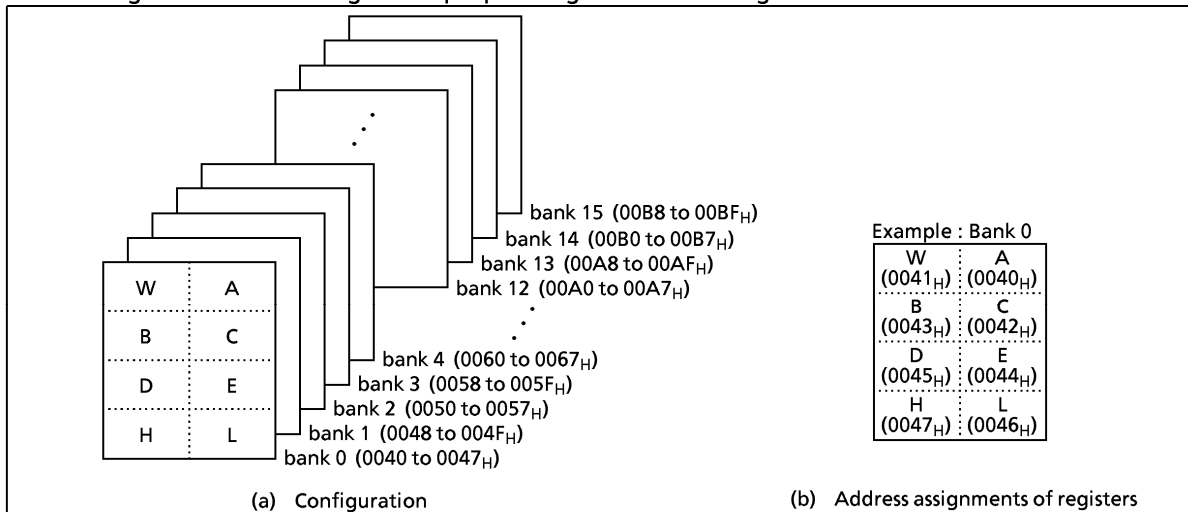 bank 15 (00B8 to 00BFH)
bank 14 (00B0 to 00B7H)
bank 13 (00A8 to 00AFH)
bank 12 (00A0 to 00A7H)
bank 4 (0060 to 0067H)
bank 3 (0058 to 005FH)
bank 2 (0050 to 0057H)
bank 1 (0048 to 004FH)
bank 0 (0040 to 0047H)
W A
B C
D E
H L
(a) Configuration
Example : Bank 0
W A
(0041H) (0040H)
B C
(0043H) (0042H)
D E
(0045H) (0044H)
H L
(0047H) (0046H)
(b) Address assignments of registers